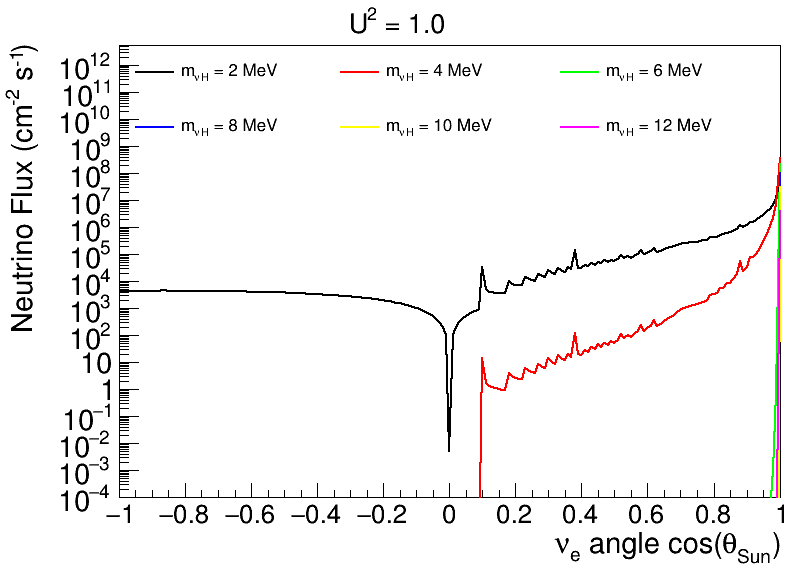 U² = 1.0
Neutrino Flux (cm⁻² s⁻¹)
m_νH = 2 MeV m_νH = 4 MeV m_νH = 6 MeV
m_νH = 8 MeV m_νH = 10 MeV m_νH = 12 MeV
10¹²
10¹¹
10¹⁰
10⁹
10⁸
10⁷
10⁶
10⁵
10⁴
10³
10²
10
1
10⁻¹
10⁻²
10⁻³
10⁻⁴
−1 −0.8 −0.6 −0.4 −0.2 0 0.2 0.4 0.6 0.8 1
ν_e angle cos(θ_Sun)